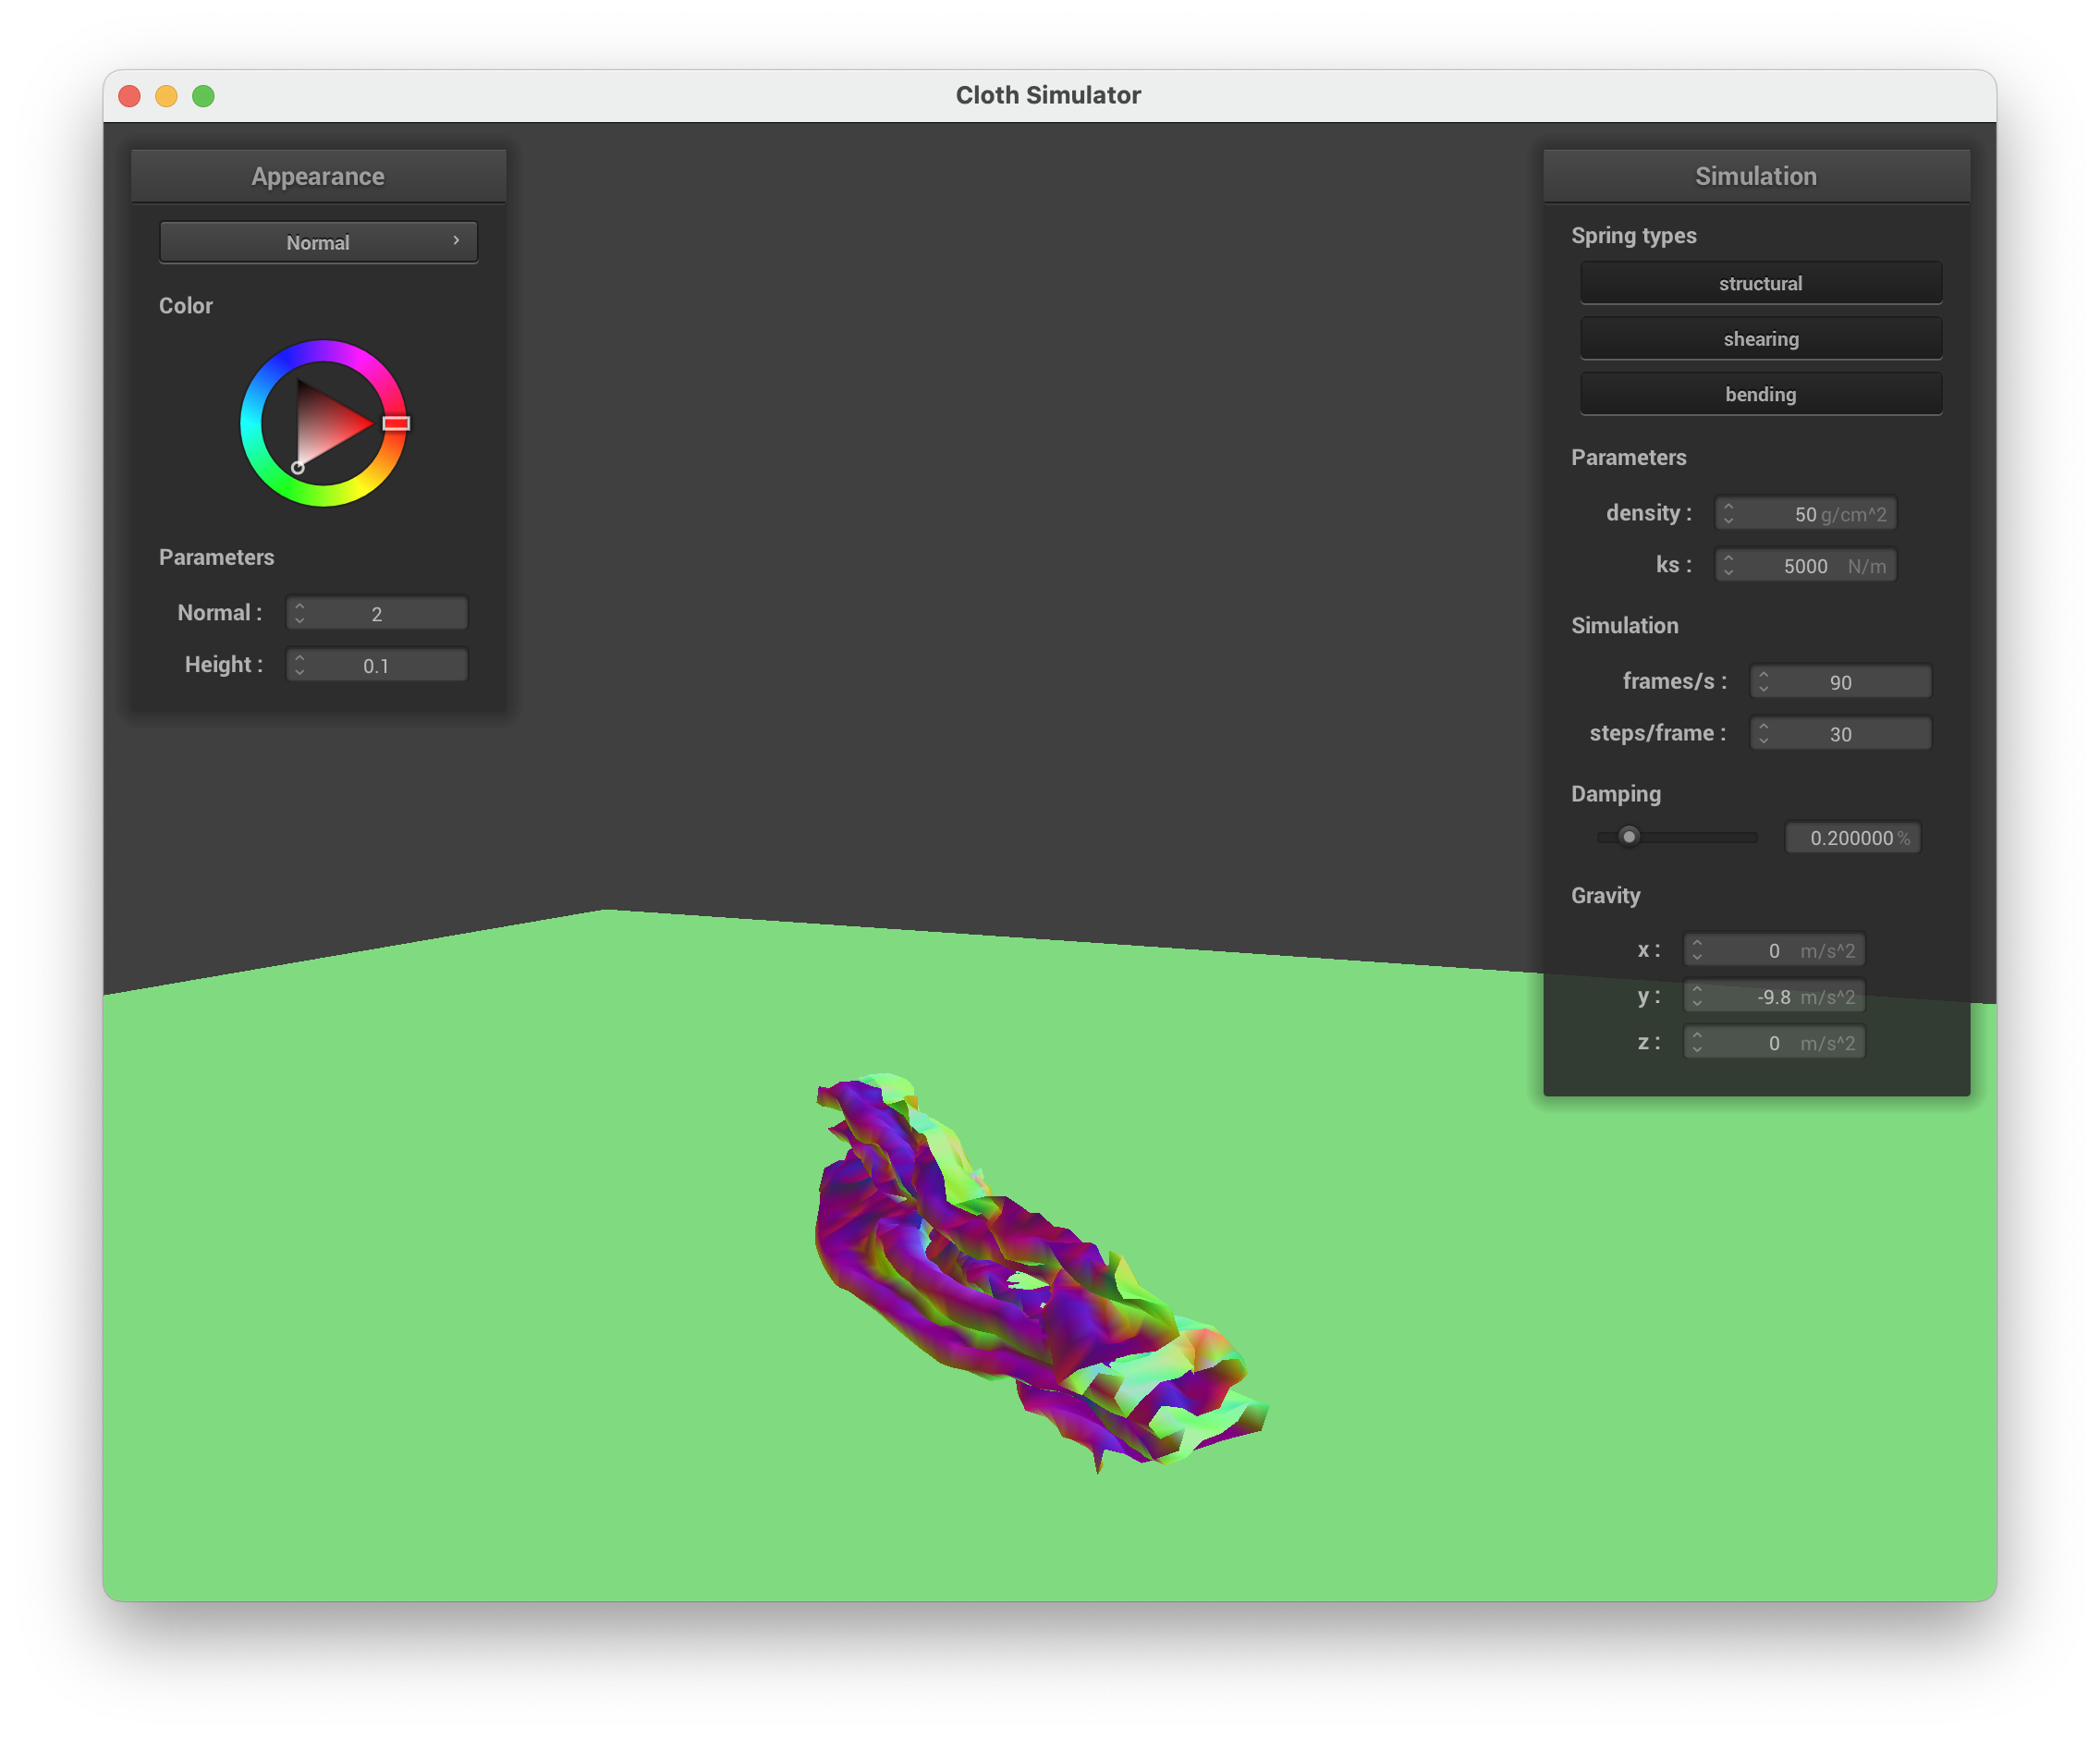 Cloth Simulator
Appearance
Normal
Color
Parameters
Normal : 2
Height : 0.1
Simulation
Spring types
structural
shearing
bending
Parameters
density : 50 g/cm^2
ks : 5000 N/m
Simulation
frames/s : 90
steps/frame : 30
Damping
0.200000 %
Gravity
x : 0 m/s^2
y : -9.8 m/s^2
z : 0 m/s^2